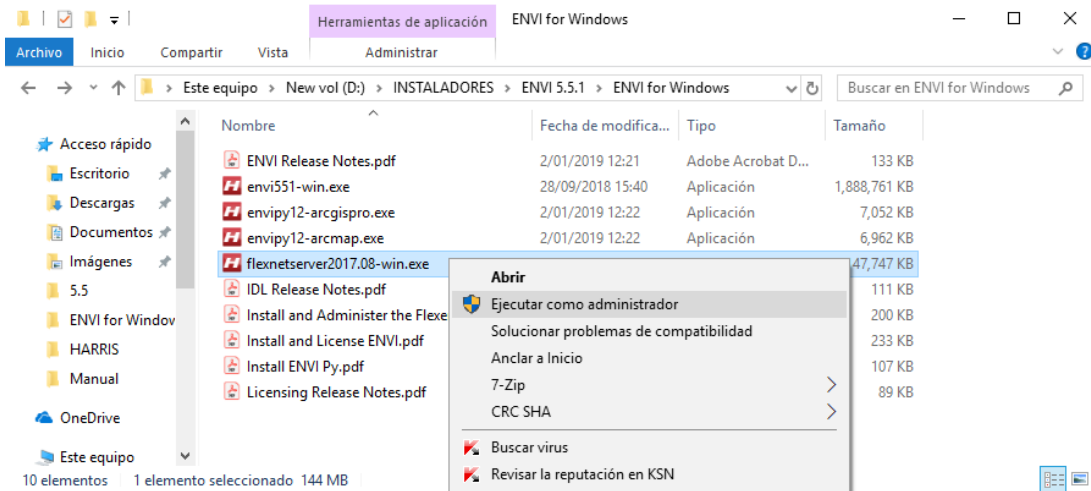 Herramientas de aplicación ENVI for Windows
Archivo Inicio Compartir Vista Administrar
Este equipo > New vol (D:) > INSTALADORES > ENVI 5.5.1 > ENVI for Windows Buscar en ENVI for Windows
Nombre Fecha de modifica... Tipo Tamaño
Acceso rápido
Escritorio
Descargas
Documentos
Imágenes
5.5
ENVI for Window
HARRIS
Manual
OneDrive
Este equipo
ENVI Release Notes.pdf 2/01/2019 12:21 Adobe Acrobat D... 133 KB
envi551-win.exe 28/09/2018 15:40 Aplicación 1,888,761 KB
envipy12-arcgispro.exe 2/01/2019 12:22 Aplicación 7,052 KB
envipy12-arcmap.exe 2/01/2019 12:22 Aplicación 6,962 KB
flexnetserver2017.08-win.exe 47,747 KB
IDL Release Notes.pdf 111 KB
Install and Administer the Flexe 200 KB
Install and License ENVI.pdf 233 KB
Install ENVI Py.pdf 107 KB
Licensing Release Notes.pdf 89 KB
Abrir
Ejecutar como administrador
Solucionar problemas de compatibilidad
Anclar a Inicio
7-Zip
CRC SHA
Buscar virus
Revisar la reputación en KSN
10 elementos 1 elemento seleccionado 144 MB